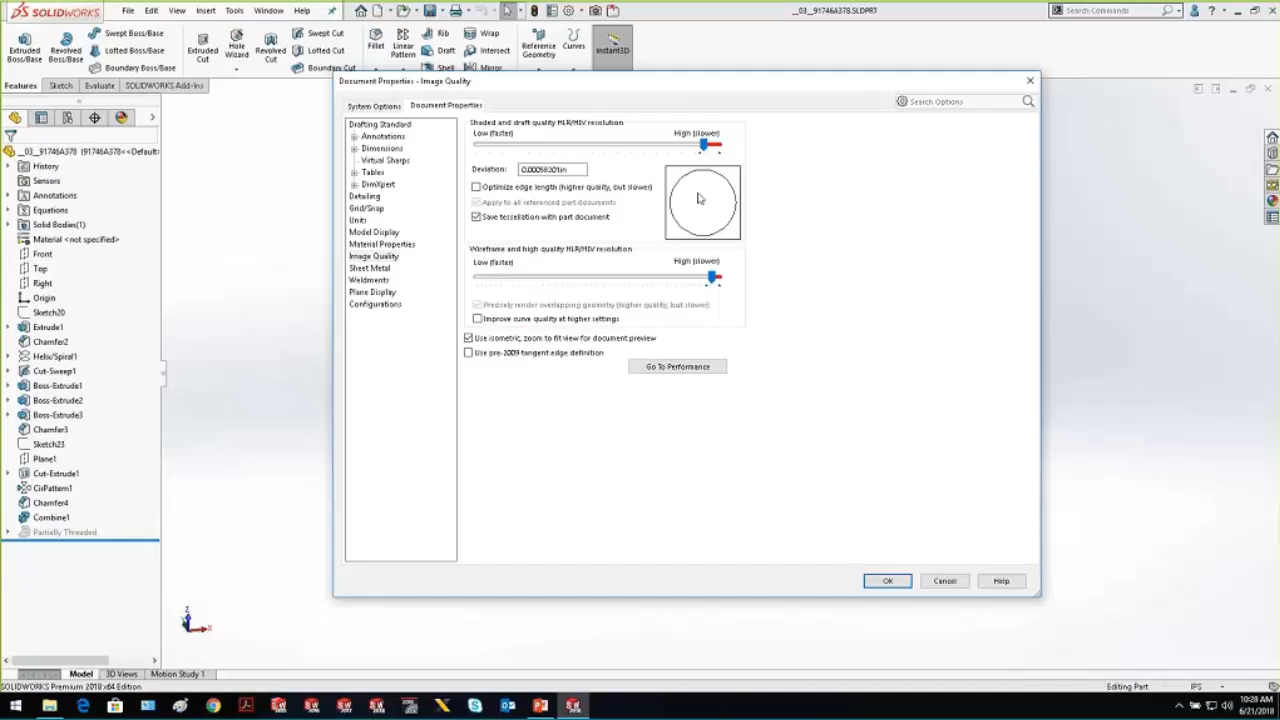 SOLIDWORKS File Edit View Insert Tools Window Help __03__91746A378.SLDPRT Search Commands
Extruded Boss/Base Revolved Boss/Base Swept Boss/Base Lofted Boss/Base Boundary Boss/Base Extruded Cut Hole Wizard Revolved Cut Swept Cut Lofted Cut Boundary Cut Fillet Linear Pattern Rib Draft Shell Wrap Intersect Mirror Reference Geometry Curves Instant3D
Features Sketch Evaluate SOLIDWORKS Add-Ins
__03__91746A378 (91746A378<<Default
History
Sensors
Annotations
Equations
Solid Bodies(1)
Material <not specified>
Front
Top
Right
Origin
Sketch20
Extrude1
Chamfer2
Helix/Spiral1
Cut-Sweep1
Boss-Extrude1
Boss-Extrude2
Boss-Extrude3
Chamfer3
Sketch23
Plane1
Cut-Extrude1
CirPattern1
Chamfer4
Combine1
Partially Threaded
Document Properties - Image Quality
System Options Document Properties Search Options
Drafting Standard
Annotations
Dimensions
Virtual Sharps
Tables
DimXpert
Detailing
Grid/Snap
Units
Model Display
Material Properties
Image Quality
Sheet Metal
Weldments
Plane Display
Configurations
Shaded and draft quality HLR/HLV resolution
Low (faster) High (slower)
Deviation: 0.00058201in
Optimize edge length (higher quality, but slower)
Apply to all referenced part documents
Save tessellation with part document
Wireframe and high quality HLR/HLV resolution
Low (faster) High (slower)
Precisely render overlapping geometry (higher quality, but slower)
Improve curve quality at higher settings
Use isometric, zoom to fit view for document preview
Use pre-2009 tangent edge definition
Go To Performance
OK Cancel Help
Z
X
Model 3D Views Motion Study 1
SOLIDWORKS Premium 2018 x64 Edition Editing Part IPS
10:28 AM
6/21/2018